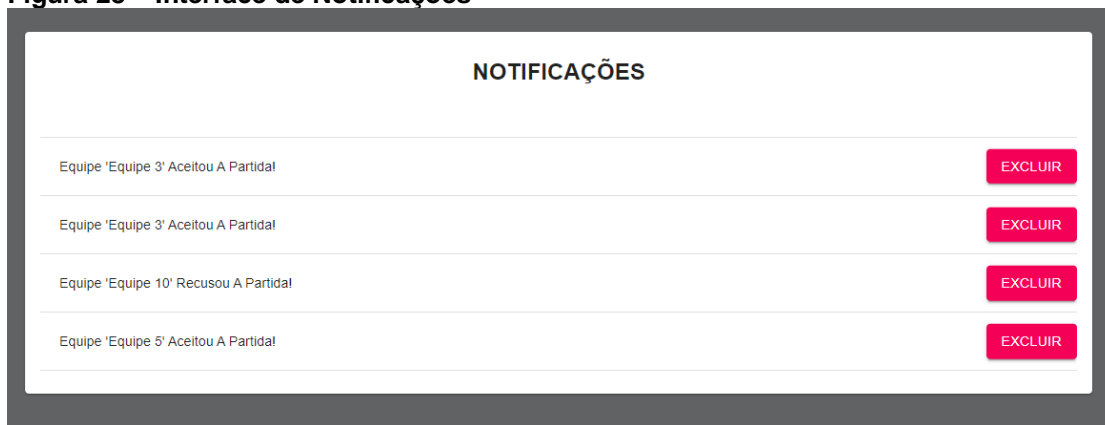 NOTIFICAÇÕES
Equipe 'Equipe 3' Aceitou A Partida! EXCLUIR
Equipe 'Equipe 3' Aceitou A Partida! EXCLUIR
Equipe 'Equipe 10' Recusou A Partida! EXCLUIR
Equipe 'Equipe 5' Aceitou A Partida! EXCLUIR